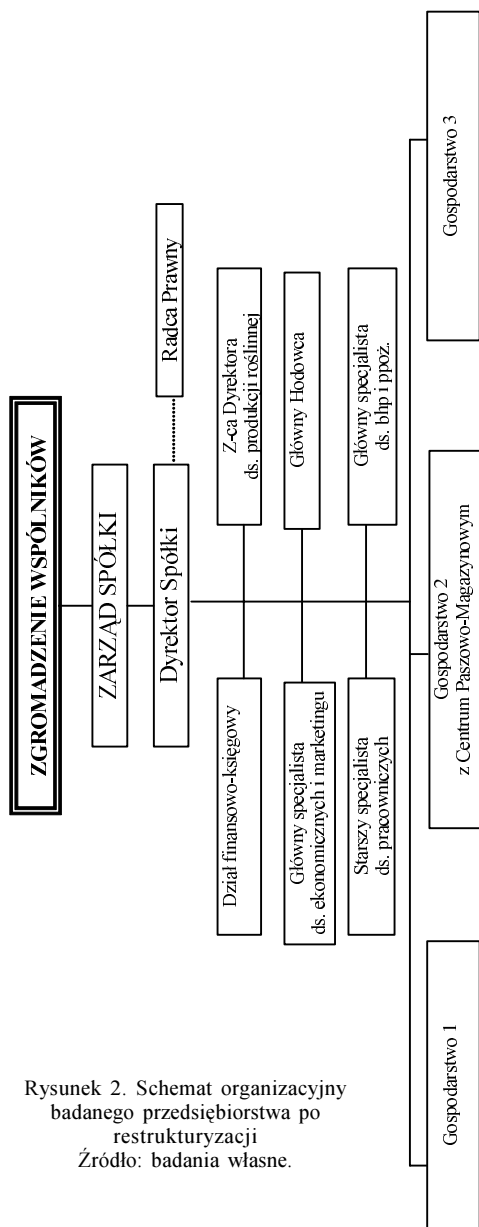 ZGROMADZENIE WSPÓLNIKÓW
ZARZĄD SPÓŁKI
Dyrektor Spółki
Radca Prawny
Dział finansowo-księgowy
Z-ca Dyrektora
ds. produkcji roślinnej
Główny specjalista
ds. ekonomicznych i marketingu
Główny Hodowca
Starszy specjalista
ds. pracowniczych
Główny specjalista
ds. bhp i ppoż.
Gospodarstwo 1
Gospodarstwo 2
z Centrum Paszowo-Magazynowym
Gospodarstwo 3
Rysunek 2. Schemat organizacyjny
badanego przedsiębiorstwa po
restrukturyzacji
Źródło: badania własne.